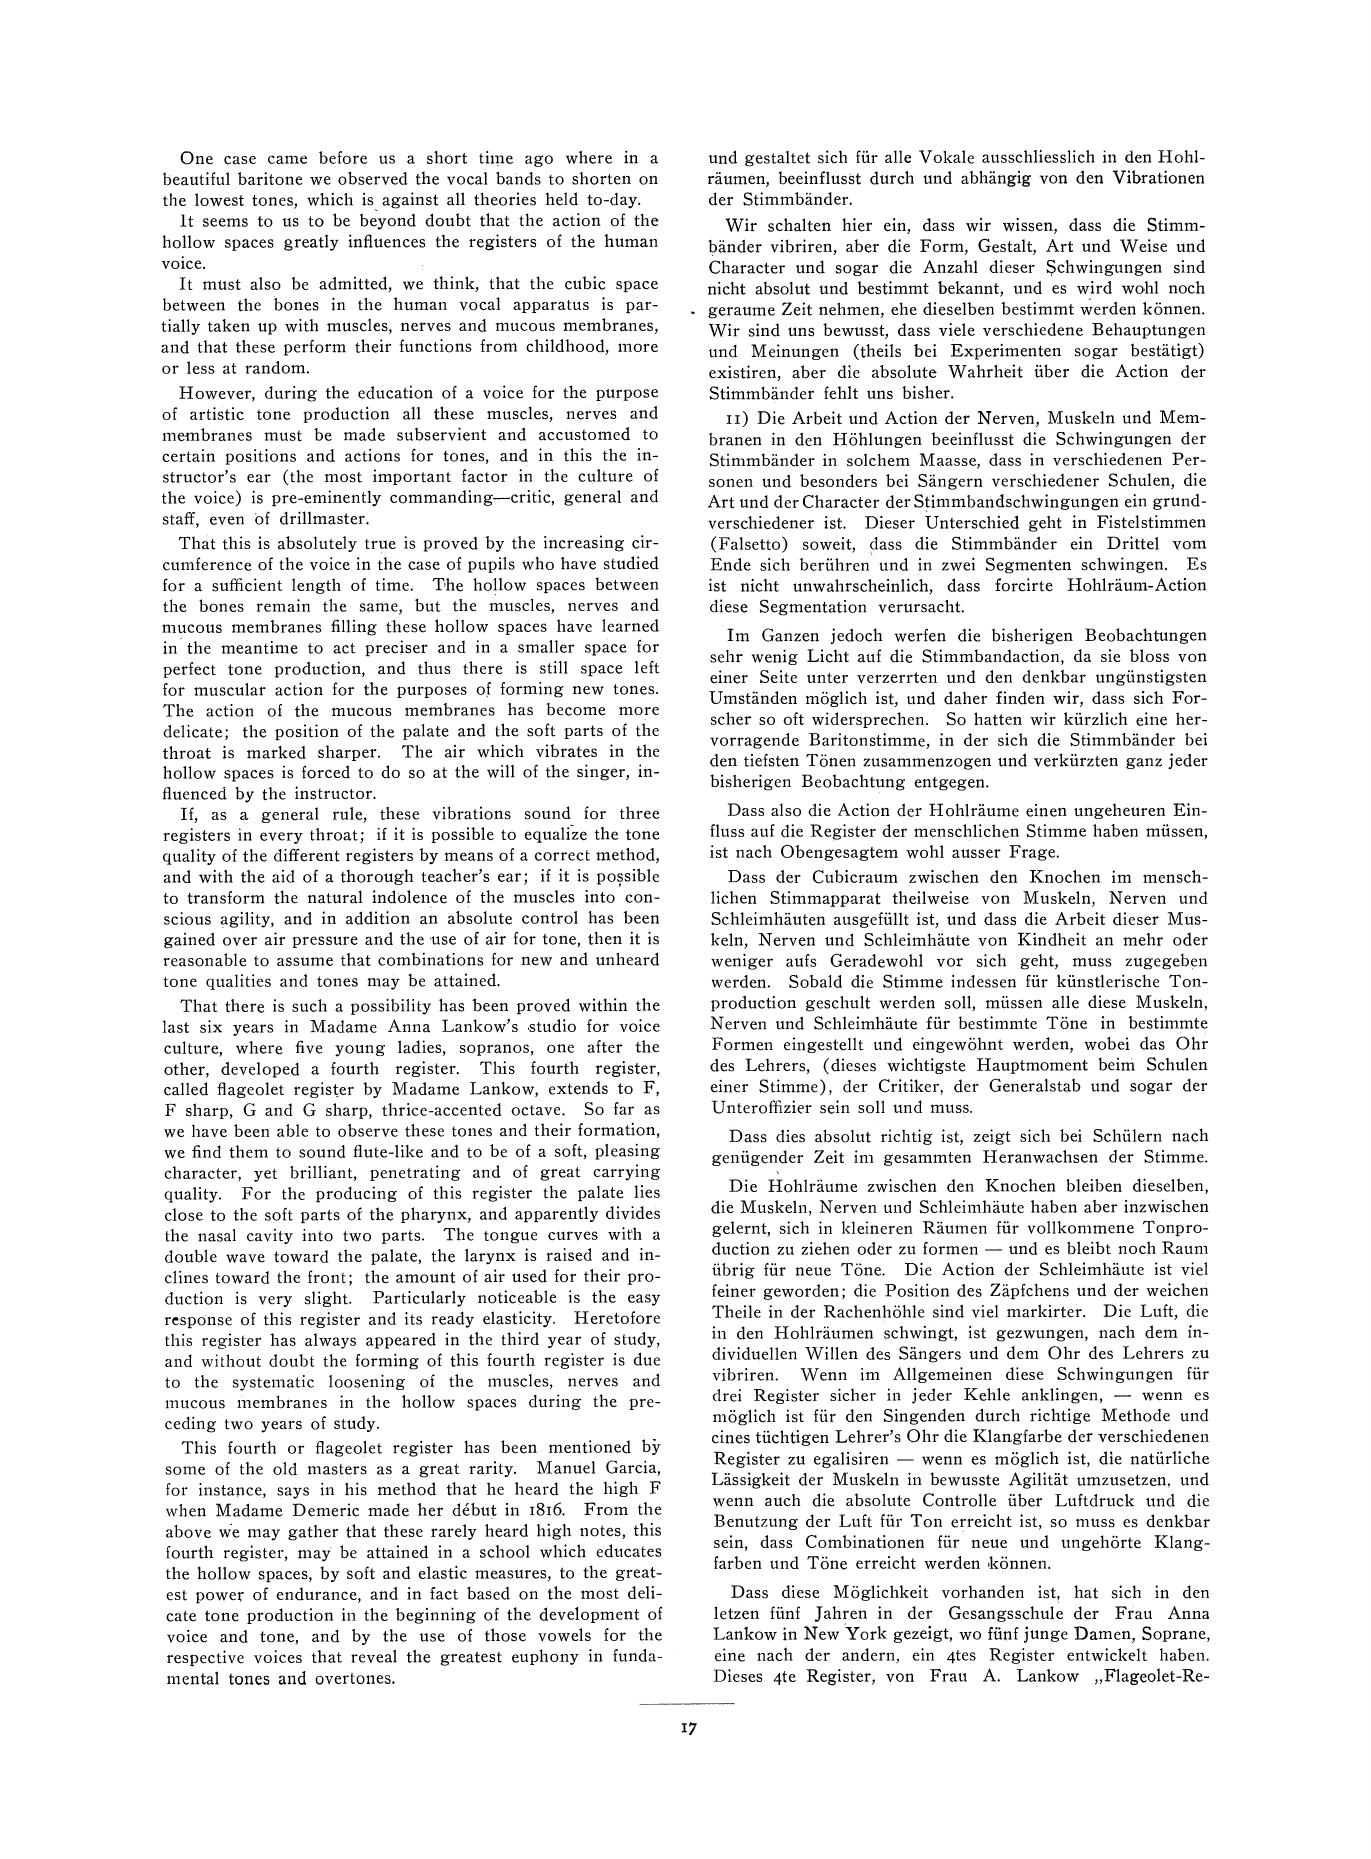 One case came before us a short time ago where in a
beautiful baritone we observed the vocal bands to shorten on
the lowest tones, which is against all theories held to-day.
It seems to us to be beyond doubt that the action of the
hollow spaces greatly influences the registers of the human
voice.
It must also be admitted, we think, that the cubic space
between the bones in the human vocal apparatus is par-
tially taken up with muscles, nerves and mucous membranes,
and that these perform their functions from childhood, more
or less at random.
However, during the education of a voice for the purpose
of artistic tone production all these muscles, nerves and
membranes must be made subservient and accustomed to
certain positions and actions for tones, and in this the in-
structor's ear (the most important factor in the culture of
the voice) is pre-eminently commanding—critic, general and
staff, even of drillmaster.
That this is absolutely true is proved by the increasing cir-
cumference of the voice in the case of pupils who have studied
for a sufficient length of time. The hollow spaces between
the bones remain the same, but the muscles, nerves and
mucous membranes filling these hollow spaces have learned
in the meantime to act preciser and in a smaller space for
perfect tone production, and thus there is still space left
for muscular action for the purposes of forming new tones.
The action of the mucous membranes has become more
delicate; the position of the palate and the soft parts of the
throat is marked sharper. The air which vibrates in the
hollow spaces is forced to do so at the will of the singer, in-
fluenced by the instructor.
If, as a general rule, these vibrations sound for three
registers in every throat; if it is possible to equalize the tone
quality of the different registers by means of a correct method,
and with the aid of a thorough teacher's ear; if it is possible
to transform the natural indolence of the muscles into con-
scious agility, and in addition an absolute control has been
gained over air pressure and the use of air for tone, then it is
reasonable to assume that combinations for new and unheard
tone qualities and tones may be attained.
That there is such a possibility has been proved within the
last six years in Madame Anna Lankow's studio for voice
culture, where five young ladies, sopranos, one after the
other, developed a fourth register. This fourth register,
called flageolet register by Madame Lankow, extends to F,
F sharp, G and G sharp, thrice-accented octave. So far as
we have been able to observe these tones and their formation,
we find them to sound flute-like and to be of a soft, pleasing
character, yet brilliant, penetrating and of great carrying
quality. For the producing of this register the palate lies
close to the soft parts of the pharynx, and apparently divides
the nasal cavity into two parts. The tongue curves with a
double wave toward the palate, the larynx is raised and in-
clines toward the front; the amount of air used for their pro-
duction is very slight. Particularly noticeable is the easy
response of this register and its ready elasticity. Heretofore
this register has always appeared in the third year of study,
and without doubt the forming of this fourth register is due
to the systematic loosening of the muscles, nerves and
mucous membranes in the hollow spaces during the pre-
ceding two years of study.
This fourth or flageolet register has been mentioned by
some of the old masters as a great rarity. Manuel Garcia,
for instance, says in his method that he heard the high F
when Madame Demeric made her début in 1816. From the
above we may gather that these rarely heard high notes, this
fourth register, may be attained in a school which educates
the hollow spaces, by soft and elastic measures, to the great-
est power of endurance, and in fact based on the most deli-
cate tone production in the beginning of the development of
voice and tone, and by the use of those vowels for the
respective voices that reveal the greatest euphony in funda-
mental tones and overtones.
und gestaltet sich für alle Vokale ausschliesslich in den Hohl-
räumen, beeinflusst durch und abhängig von den Vibrationen
der Stimmbänder.
Wir schalten hier ein, dass wir wissen, dass die Stimm-
bänder vibriren, aber die Form, Gestalt, Art und Weise und
Character und sogar die Anzahl dieser Schwingungen sind
nicht absolut und bestimmt bekannt, und es wird wohl noch
geraume Zeit nehmen, ehe dieselben bestimmt werden können.
Wir sind uns bewusst, dass viele verschiedene Behauptungen
und Meinungen (theils bei Experimenten sogar bestätigt)
existiren, aber die absolute Wahrheit über die Action der
Stimmbänder fehlt uns bisher.
11) Die Arbeit und Action der Nerven, Muskeln und Mem-
branen in den Höhlungen beeinflusst die Schwingungen der
Stimmbänder in solchem Maasse, dass in verschiedenen Per-
sonen und besonders bei Sängern verschiedener Schulen, die
Art und der Character der Stimmbandschwingungen ein grund-
verschiedener ist. Dieser Unterschied geht in Fistelstimmen
(Falsetto) soweit, dass die Stimmbänder ein Drittel vom
Ende sich berühren und in zwei Segmenten schwingen. Es
ist nicht unwahrscheinlich, dass forcirte Hohlräum-Action
diese Segmentation verursacht.
Im Ganzen jedoch werfen die bisherigen Beobachtungen
sehr wenig Licht auf die Stimmbandaction, da sie bloss von
einer Seite unter verzerrten und den denkbar ungünstigsten
Umständen möglich ist, und daher finden wir, dass sich For-
scher so oft widersprechen. So hatten wir kürzlich eine her-
vorragende Baritonstimme, in der sich die Stimmbänder bei
den tiefsten Tönen zusammenzogen und verkürzten ganz jeder
bisherigen Beobachtung entgegen.
Dass also die Action der Hohlräume einen ungeheuren Ein-
fluss auf die Register der menschlichen Stimme haben müssen,
ist nach Obengesagtem wohl ausser Frage.
Dass der Cubicraum zwischen den Knochen im mensch-
lichen Stimmapparat theilweise von Muskeln, Nerven und
Schleimhäuten ausgefüllt ist, und dass die Arbeit dieser Mus-
keln, Nerven und Schleimhäute von Kindheit an mehr oder
weniger aufs Geradewohl vor sich geht, muss zugegeben
werden. Sobald die Stimme indessen für künstlerische Ton-
production geschult werden soll, müssen alle diese Muskeln,
Nerven und Schleimhäute für bestimmte Töne in bestimmte
Formen eingestellt und eingewöhnt werden, wobei das Ohr
des Lehrers, (dieses wichtigste Hauptmoment beim Schulen
einer Stimme), der Critiker, der Generalstab und sogar der
Unteroffizier sein soll und muss.
Dass dies absolut richtig ist, zeigt sich bei Schülern nach
genügender Zeit im gesammten Heranwachsen der Stimme.
Die Hohlräume zwischen den Knochen bleiben dieselben,
die Muskeln, Nerven und Schleimhäute haben aber inzwischen
gelernt, sich in kleineren Räumen für vollkommene Tonpro-
duction zu ziehen oder zu formen — und es bleibt noch Raum
übrig für neue Töne. Die Action der Schleimhäute ist viel
feiner geworden; die Position des Zäpfchens und der weichen
Theile in der Rachenhöhle sind viel markirter. Die Luft, die
in den Hohlräumen schwingt, ist gezwungen, nach dem in-
dividuellen Willen des Sängers und dem Ohr des Lehrers zu
vibriren. Wenn im Allgemeinen diese Schwingungen für
drei Register sicher in jeder Kehle anklingen, — wenn es
möglich ist für den Singenden durch richtige Methode und
eines tüchtigen Lehrer's Ohr die Klangfarbe der verschiedenen
Register zu egalisiren — wenn es möglich ist, die natürliche
Lässigkeit der Muskeln in bewusste Agilität umzusetzen, und
wenn auch die absolute Controlle über Luftdruck und die
Benutzung der Luft für Ton erreicht ist, so muss es denkbar
sein, dass Combinationen für neue und ungehörte Klang-
farben und Töne erreicht werden können.
Dass diese Möglichkeit vorhanden ist, hat sich in den
letzen fünf Jahren in der Gesangsschule der Frau Anna
Lankow in New York gezeigt, wo fünf junge Damen, Soprane,
eine nach der andern, ein 4tes Register entwickelt haben.
Dieses 4te Register, von Frau A. Lankow „Flageolet-Re-
17